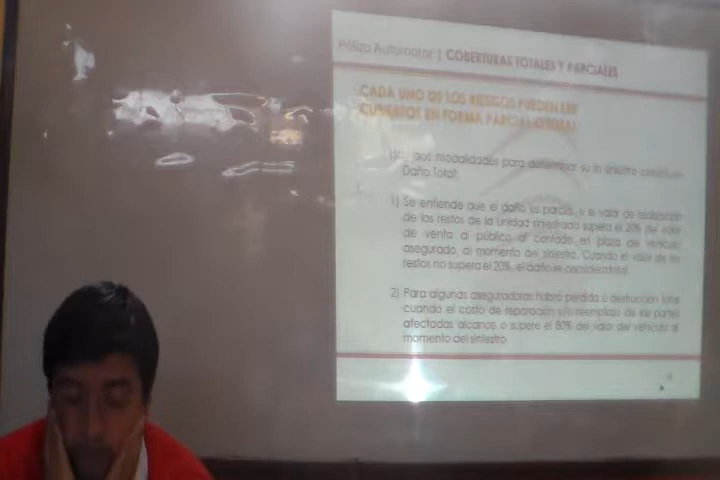 Póliza Automotor | COBERTURAS TOTALES Y PARCIALES
CADA UNO DE LOS RIESGOS PUEDEN SER
CUBIERTOS EN FORMA PARCIAL O TOTAL
Hay dos modalidades para determinar su un siniestro constituye
Daño Total:
1) Se entiende que el daño es parcial, si el valor de realización
de los restos de la unidad siniestrada supera el 20% del valor
de venta al público al contado en plaza de vehículo
asegurado, al momento del siniestro. Cuando el valor de los
restos no supera el 20%, el daño es considera total
2) Para algunas aseguradoras habrá pérdida o destrucción total
cuando el costo de reparación y/o reemplazo de las partes
afectadas alcance o supere el 80% del valor del vehículo al
momento del siniestro